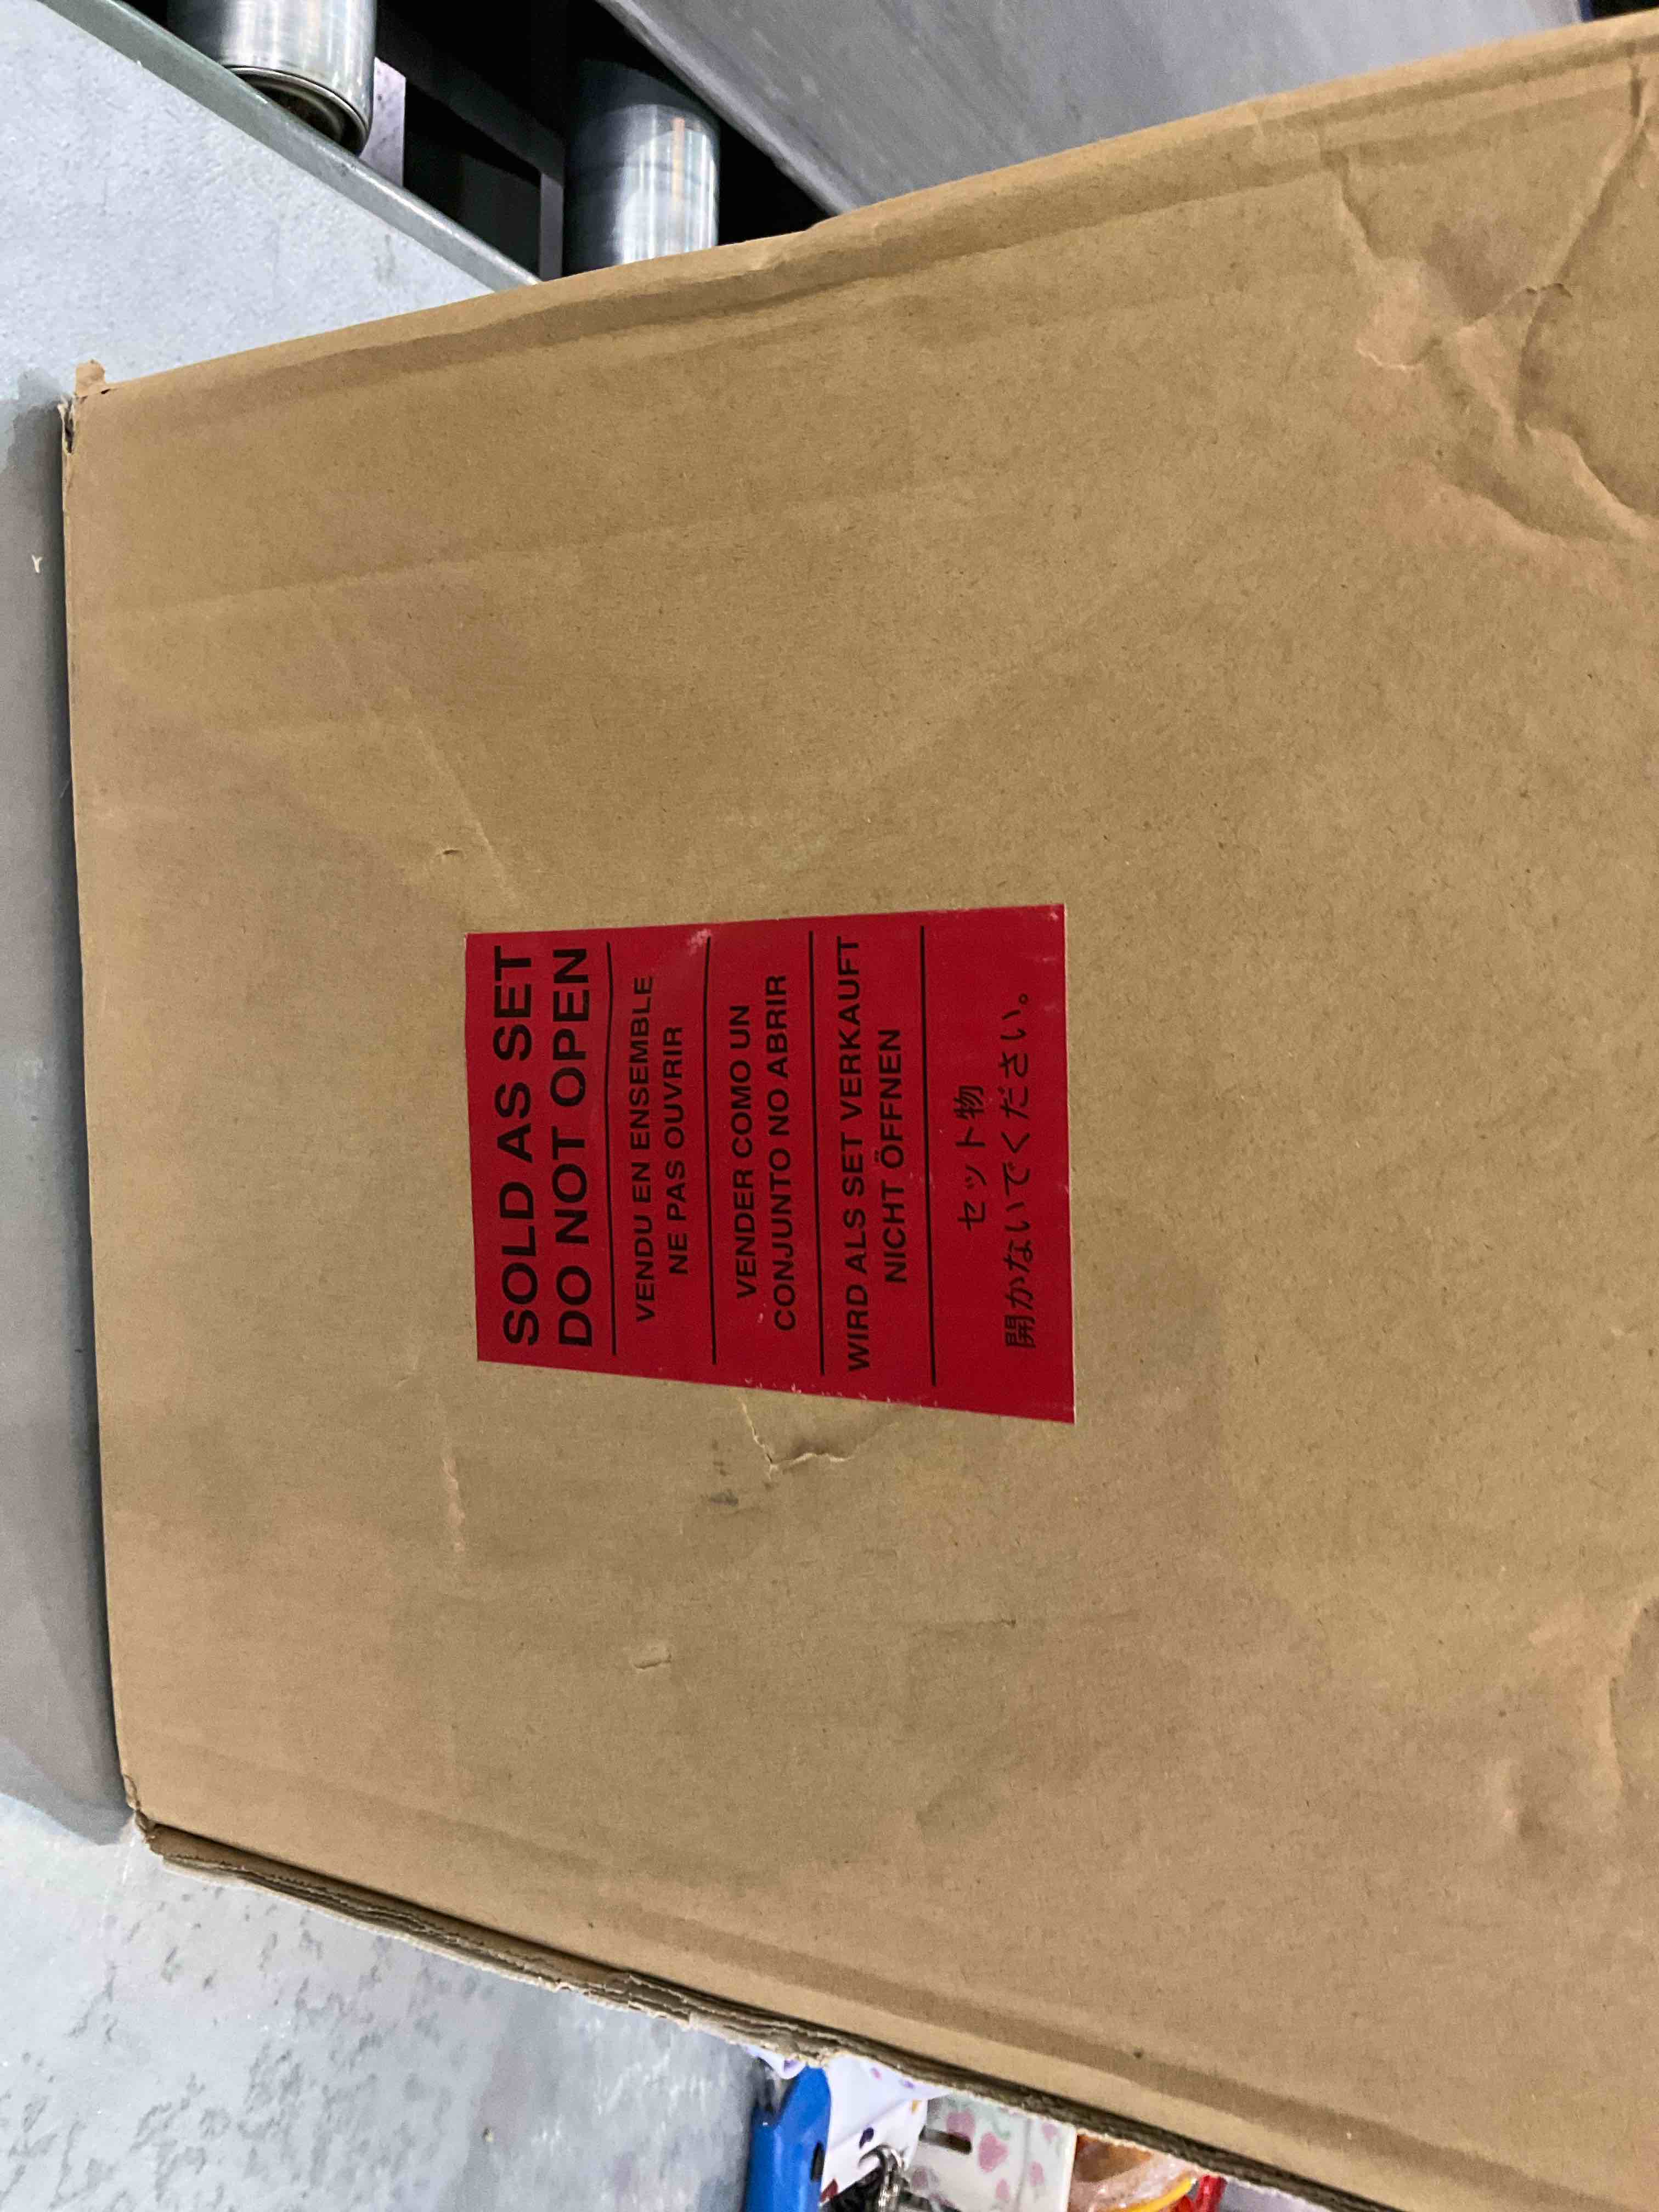 SOLD AS SET
DO NOT OPEN
VENDU EN ENSEMBLE
NE PAS OUVRIR
VENDER COMO UN
CONJUNTO NO ABRIR
WIRD ALS SET VERKAUFT
NICHT ÖFFNEN
セット物
開かないでください。